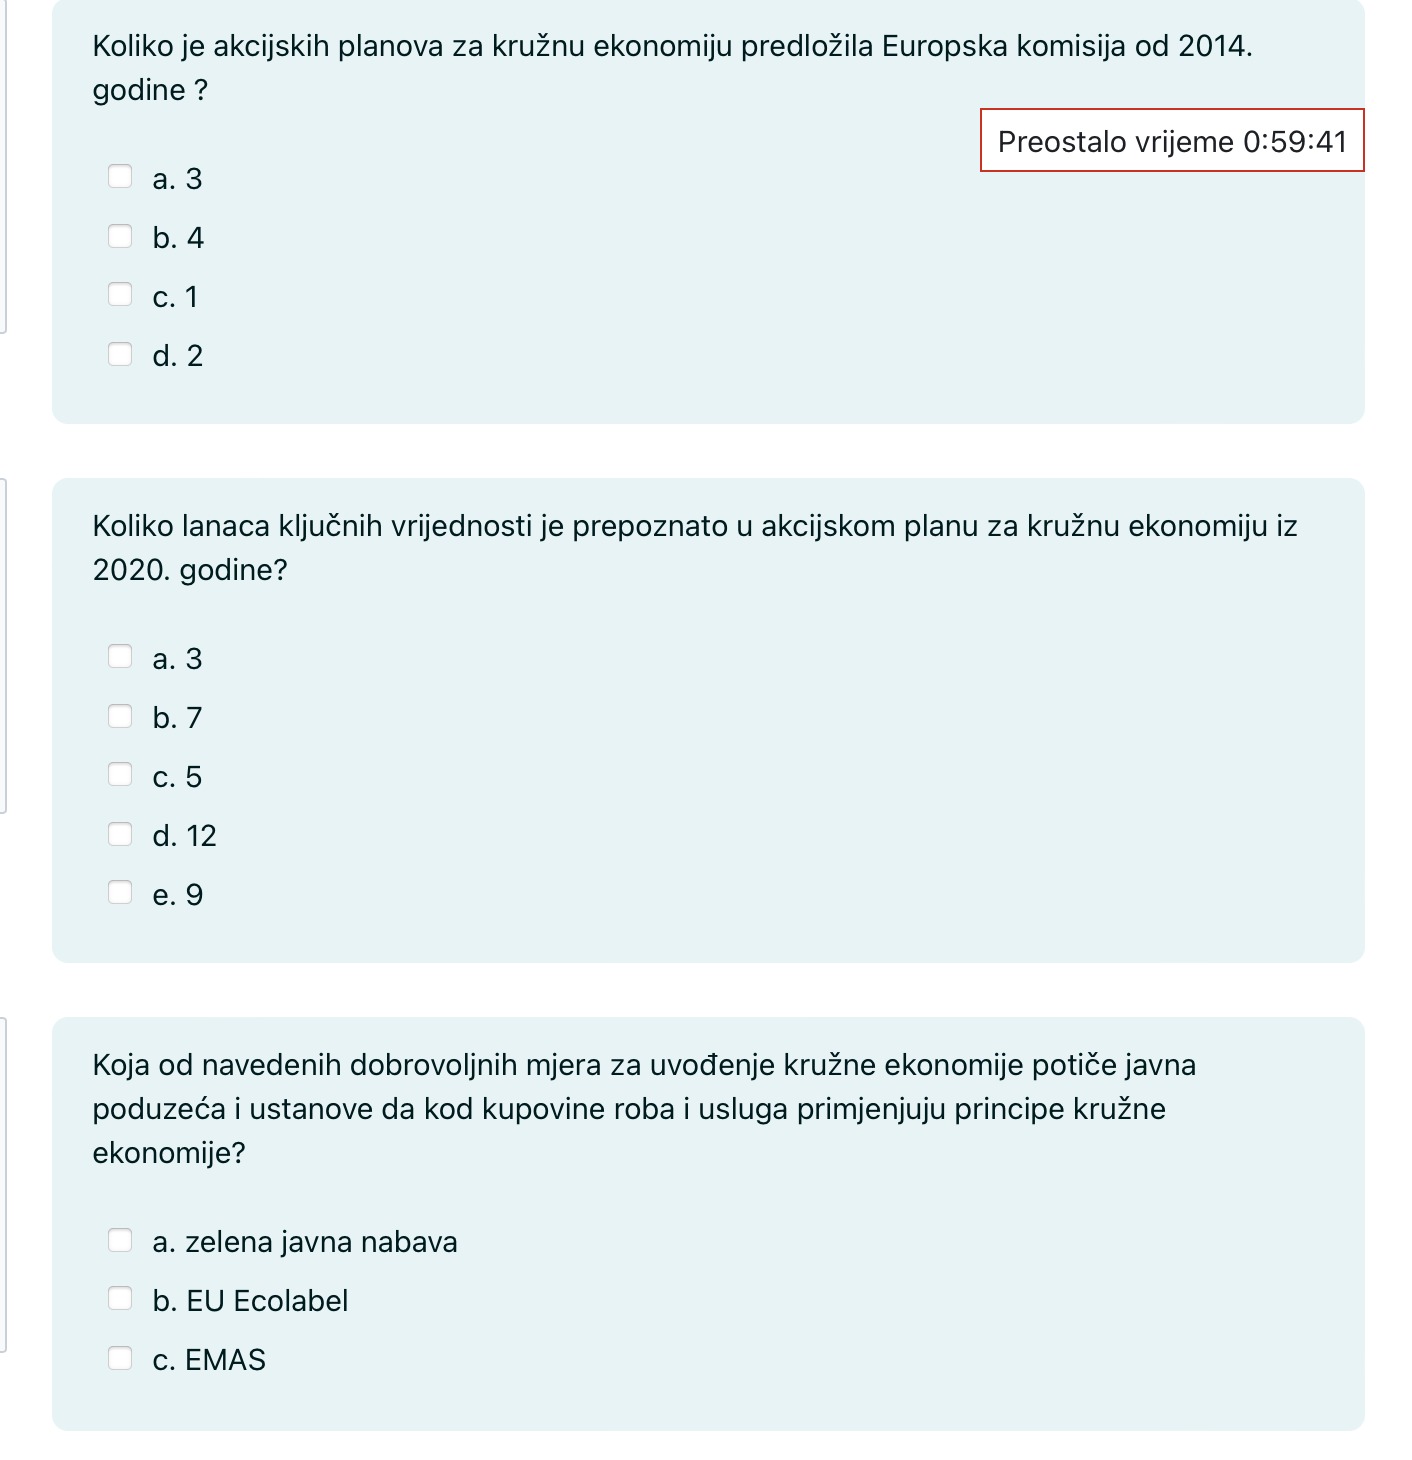 Koliko je akcijskih planova za kružnu ekonomiju predložila Europska komisija od 2014.
godine ?
Preostalo vrijeme 0:59:41
a. 3
b. 4
c. 1
d. 2
Koliko lanaca ključnih vrijednosti je prepoznato u akcijskom planu za kružnu ekonomiju iz
2020. godine?
a. 3
b. 7
c. 5
d. 12
e. 9
Koja od navedenih dobrovoljnih mjera za uvođenje kružne ekonomije potiče javna
poduzeća i ustanove da kod kupovine roba i usluga primjenjuju principe kružne
ekonomije?
a. zelena javna nabava
b. EU Ecolabel
c. EMAS